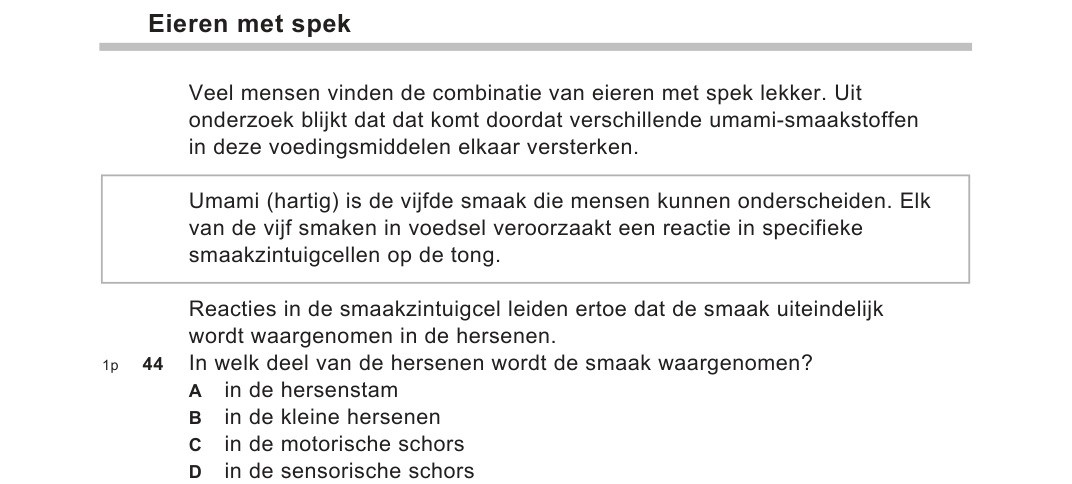 Eieren met spek
Veel mensen vinden de combinatie van eieren met spek lekker. Uit
onderzoek blijkt dat dat komt doordat verschillende umami-smaakstoffen
in deze voedingsmiddelen elkaar versterken.
Umami (hartig) is de vijfde smaak die mensen kunnen onderscheiden. Elk
van de vijf smaken in voedsel veroorzaakt een reactie in specifieke
smaakzintuigcellen op de tong.
Reacties in de smaakzintuigcel leiden ertoe dat de smaak uiteindelijk
wordt waargenomen in de hersenen.
1p 44 In welk deel van de hersenen wordt de smaak waargenomen?
A in de hersenstam
B in de kleine hersenen
C in de motorische schors
D in de sensorische schors